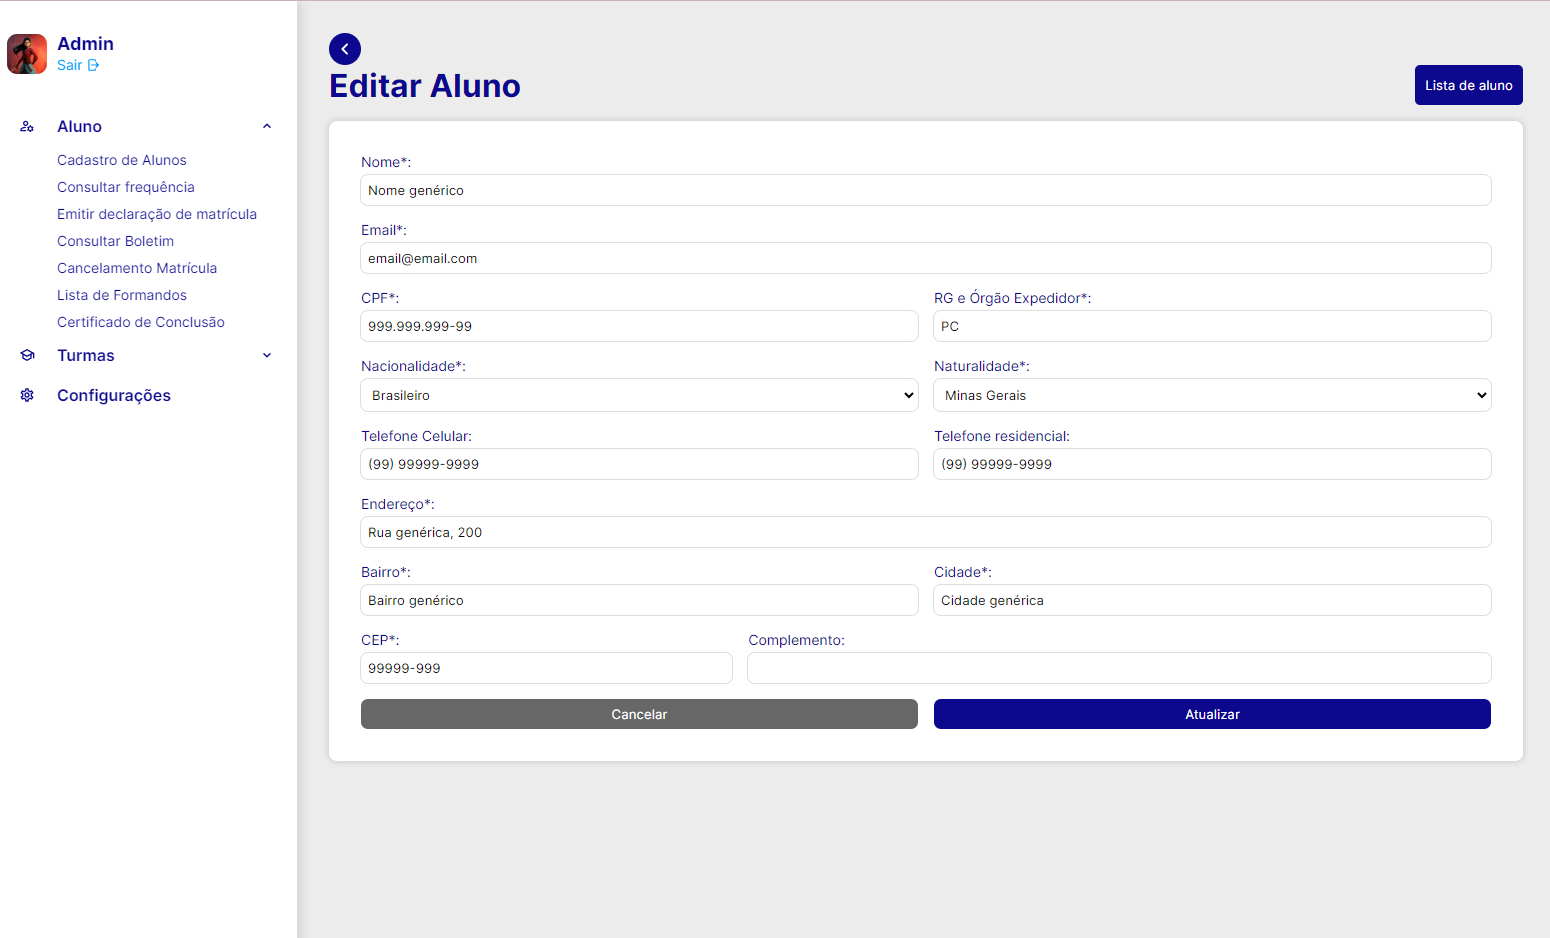 Admin
Sair
Aluno
Cadastro de Alunos
Consultar frequência
Emitir declaração de matrícula
Consultar Boletim
Cancelamento Matrícula
Lista de Formandos
Certificado de Conclusão
Turmas
Configurações
Editar Aluno
Lista de aluno
Nome*:
Nome genérico
Email*:
email@email.com
CPF*:
999.999.999-99
RG e Órgão Expedidor*:
PC
Nacionalidade*:
Brasileiro
Naturalidade*:
Minas Gerais
Telefone Celular:
(99) 99999-9999
Telefone residencial:
(99) 99999-9999
Endereço*:
Rua genérica, 200
Bairro*:
Bairro genérico
Cidade*:
Cidade genérica
CEP*:
99999-999
Complemento:
Cancelar
Atualizar